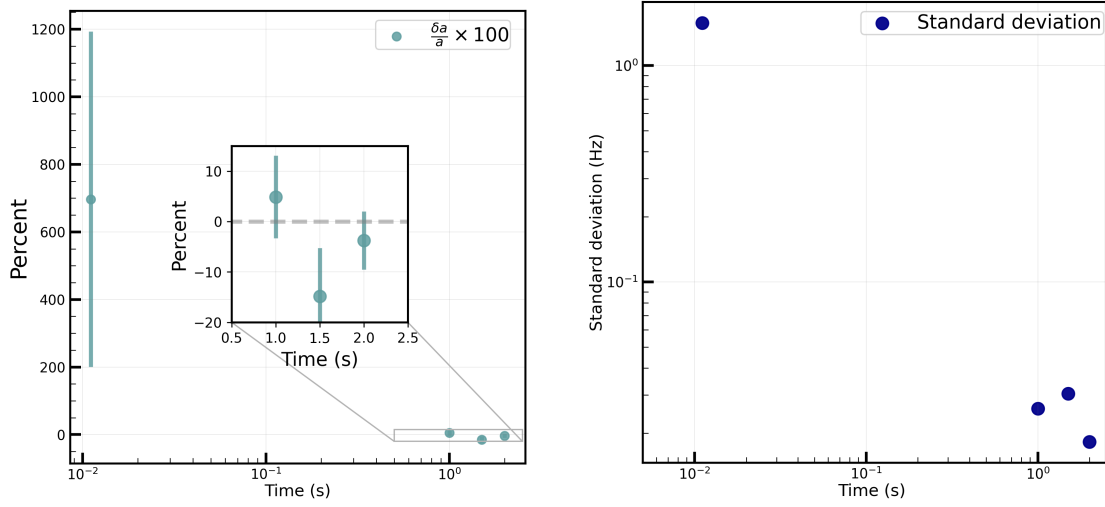 1200
1000
800
600
400
200
0
Percent
δa/a × 100
10
0
−10
−20
Percent
0.5 1.0 1.5 2.0 2.5
Time (s)
10⁻² 10⁻¹ 10⁰
Time (s)
Standard deviation
10⁰
10⁻¹
Standard deviation (Hz)
10⁻² 10⁻¹ 10⁰
Time (s)